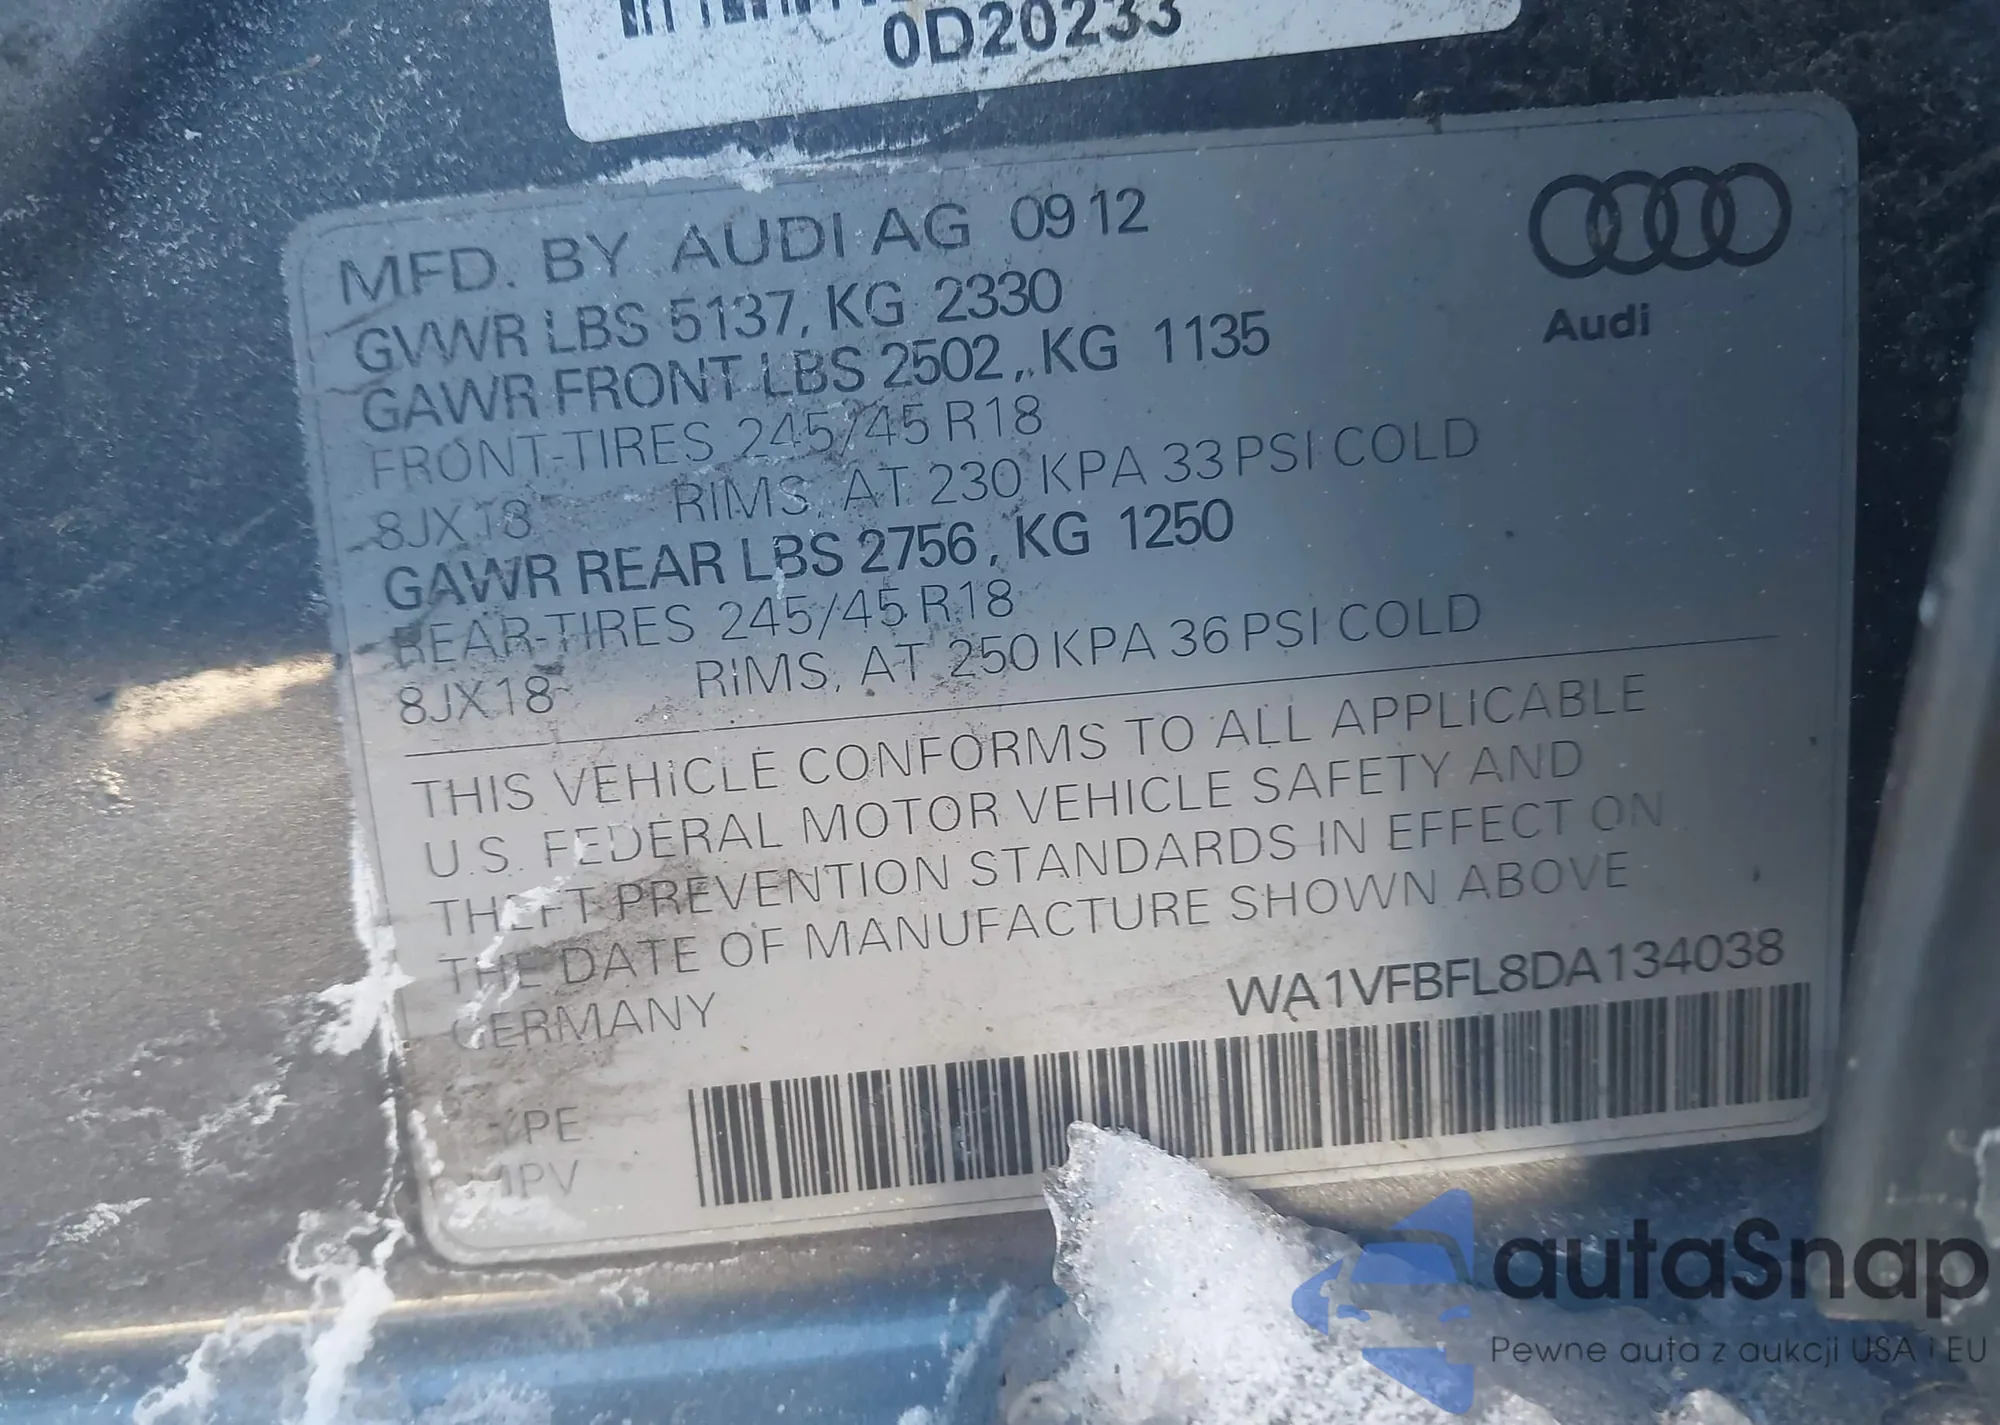 0D20233
MFD. BY AUDI AG 09 12
GVWR LBS 5137, KG 2330
GAWR FRONT LBS 2502, KG 1135
FRONT-TIRES 245/45 R18
8JX18 RIMS, AT 230 KPA 33 PSI COLD
GAWR REAR LBS 2756, KG 1250
REAR-TIRES 245/45 R18
8JX18 RIMS, AT 250 KPA 36 PSI COLD
Audi
THIS VEHICLE CONFORMS TO ALL APPLICABLE
U.S. FEDERAL MOTOR VEHICLE SAFETY AND
THEFT PREVENTION STANDARDS IN EFFECT ON
THE DATE OF MANUFACTURE SHOWN ABOVE
GERMANY
WA1VFBFL8DA134038
MPV
autaSnap
Pewne auta z aukcji USA i EU